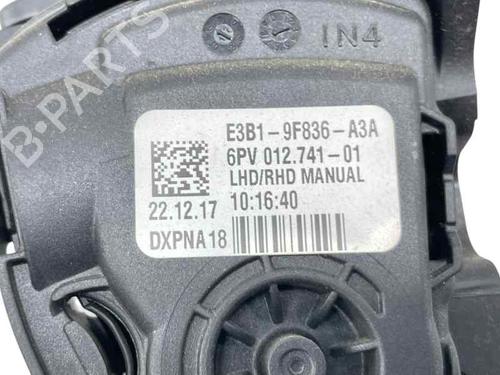 B-PARTS
IN4
E3B1-9F836-A3A
6PV 012.741-01
LHD/RHD MANUAL
22.12.17 10:16:40
DXPNA18